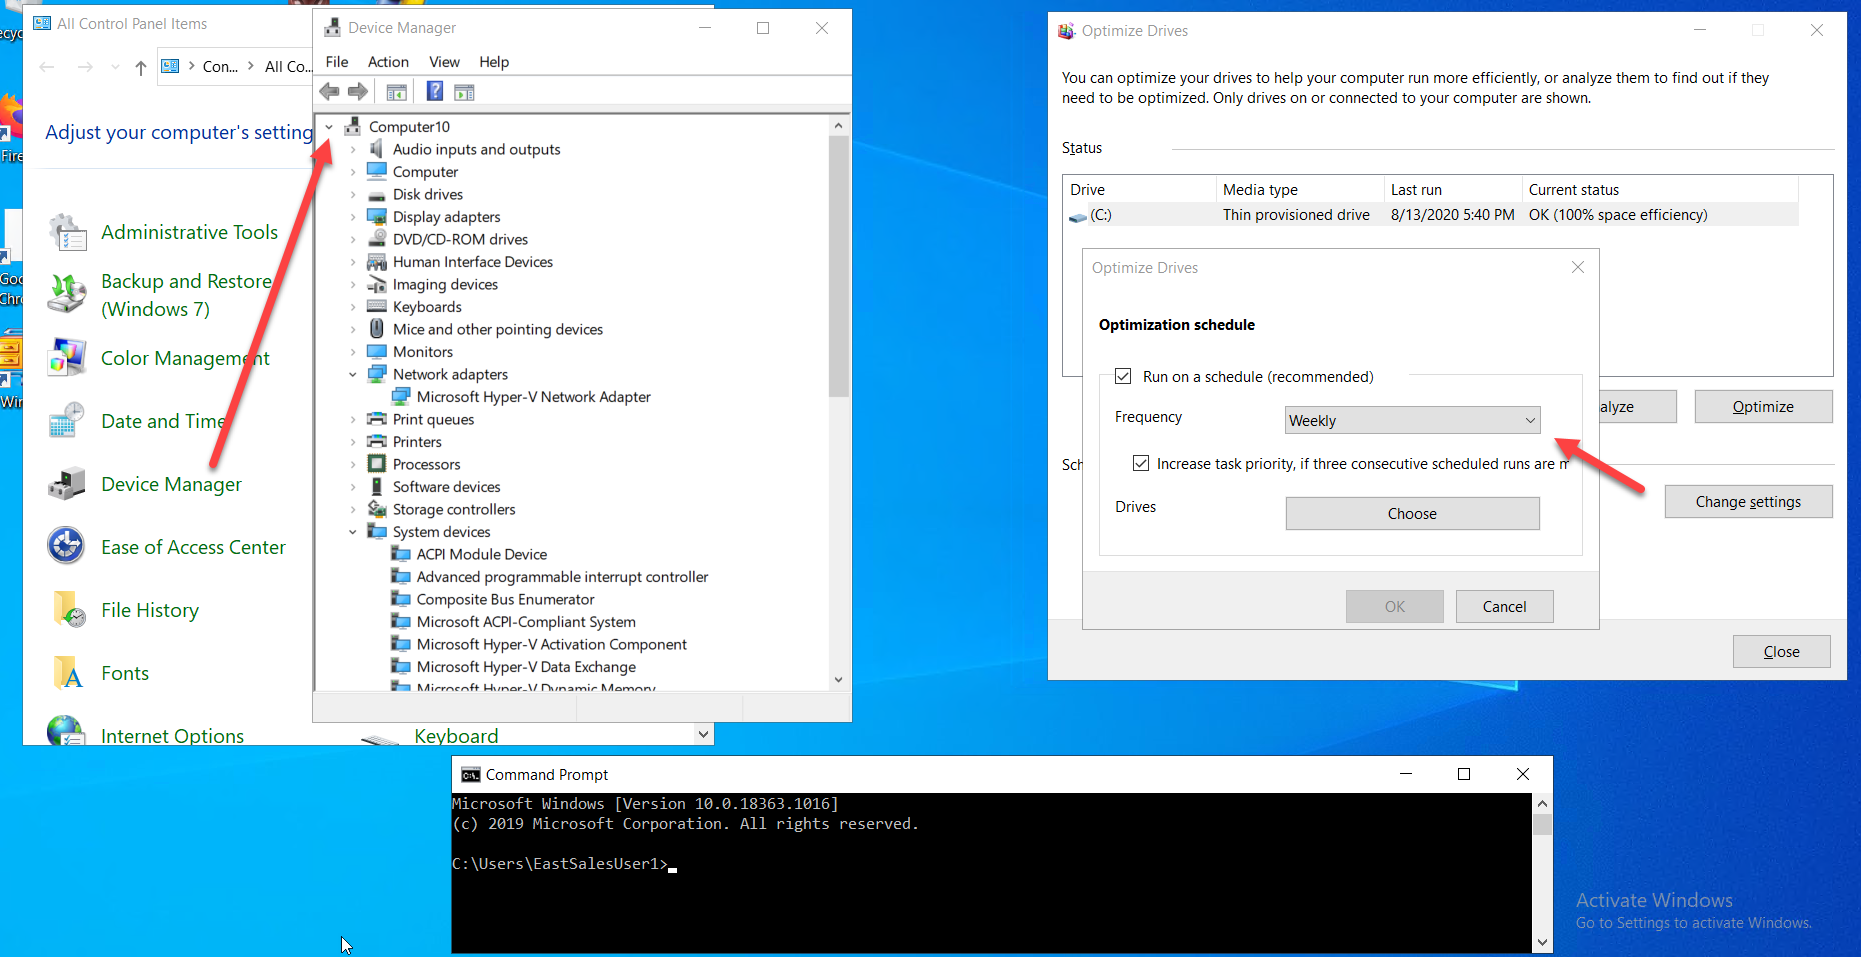 ecyc
Fire
Goo
Chro
Win
All Control Panel Items
Con...
All Co...
Adjust your computer's setting
Administrative Tools
Backup and Restore
(Windows 7)
Color Management
Date and Time
Device Manager
Ease of Access Center
File History
Fonts
Internet Options
Keyboard
Device Manager
File Action View Help
Computer10
Audio inputs and outputs
Computer
Disk drives
Display adapters
DVD/CD-ROM drives
Human Interface Devices
Imaging devices
Keyboards
Mice and other pointing devices
Monitors
Network adapters
Microsoft Hyper-V Network Adapter
Print queues
Printers
Processors
Software devices
Storage controllers
System devices
ACPI Module Device
Advanced programmable interrupt controller
Composite Bus Enumerator
Microsoft ACPI-Compliant System
Microsoft Hyper-V Activation Component
Microsoft Hyper-V Data Exchange
Microsoft Hyper-V Dynamic Memory
Optimize Drives
You can optimize your drives to help your computer run more efficiently, or analyze them to find out if they
need to be optimized. Only drives on or connected to your computer are shown.
Status
Drive Media type Last run Current status
(C:) Thin provisioned drive 8/13/2020 5:40 PM OK (100% space efficiency)
alyze
Optimize
Sch
Change settings
Close
Optimize Drives
Optimization schedule
Run on a schedule (recommended)
Frequency Weekly
Increase task priority, if three consecutive scheduled runs are m
Drives Choose
OK Cancel
Command Prompt
Microsoft Windows [Version 10.0.18363.1016]
(c) 2019 Microsoft Corporation. All rights reserved.
C:\Users\EastSalesUser1>
Activate Windows
Go to Settings to activate Windows.